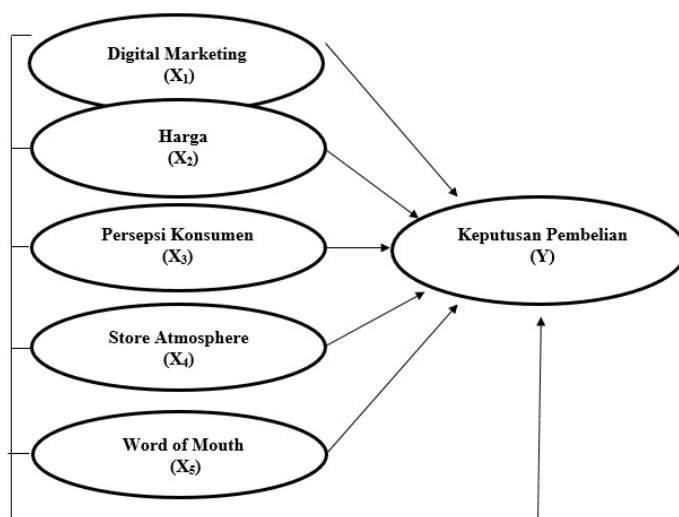 Digital Marketing
(X₁)
Harga
(X₂)
Persepsi Konsumen
(X₃)
Keputusan Pembelian
(Y)
Store Atmosphere
(X₄)
Word of Mouth
(X₅)